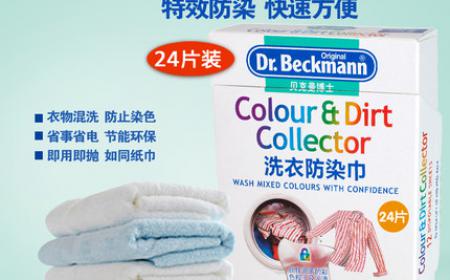 特效防染 快速方便
24片装
衣物混洗 防止染色
省事省电 节能环保
即用即抛 如同纸巾
Original
Dr. Beckmann
贝克曼博士
Colour & Dirt
Collector
洗衣防染巾
WASH MIXED COLOURS WITH CONFIDENCE
24片
Colour & Dirt Collector
12 DISPOSABLE SHEETS